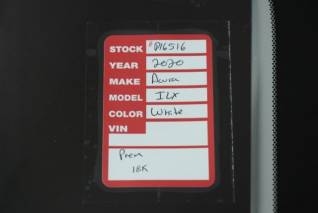 STOCK #P16516
YEAR 2020
MAKE Acura
MODEL ILX
COLOR White
VIN
Prem
18K